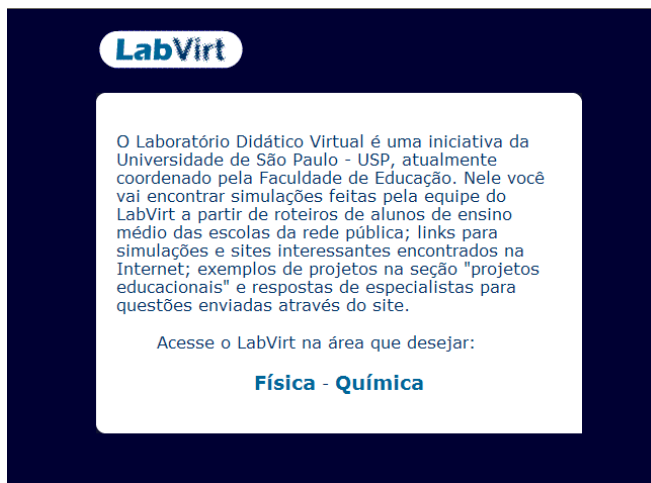 LabVirt
O Laboratório Didático Virtual é uma iniciativa da
Universidade de São Paulo - USP, atualmente
coordenado pela Faculdade de Educação. Nele você
vai encontrar simulações feitas pela equipe do
LabVirt a partir de roteiros de alunos de ensino
médio das escolas da rede pública; links para
simulações e sites interessantes encontrados na
Internet; exemplos de projetos na seção "projetos
educacionais" e respostas de especialistas para
questões enviadas através do site.
Acesse o LabVirt na área que desejar:
Física - Química